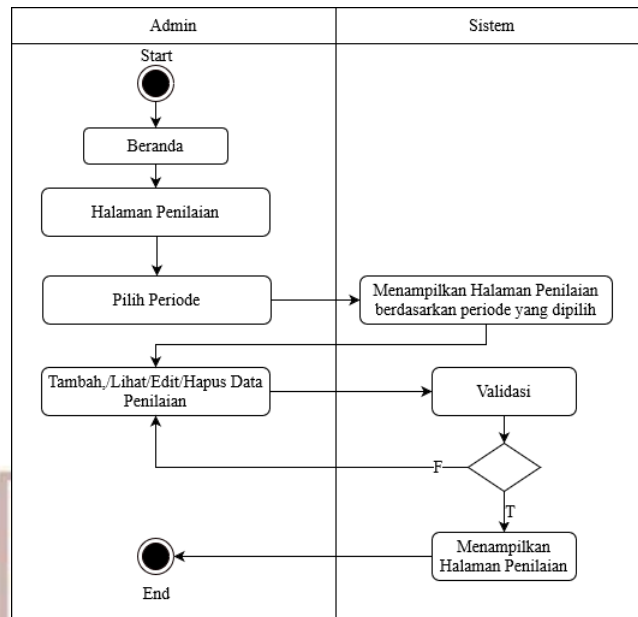 Admin
Sistem
Start
Beranda
Halaman Penilaian
Pilih Periode
Menampilkan Halaman Penilaian
berdasarkan periode yang dipilih
Tambah,/Lihat/Edit/Hapus Data
Penilaian
Validasi
F
T
Menampilkan
Halaman Penilaian
End